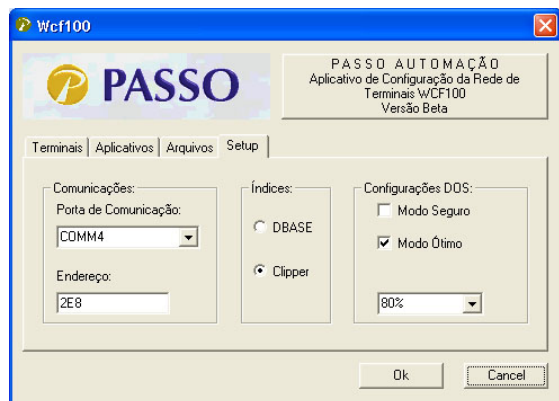 Wcf100
PASSO
PASSO AUTOMAÇÃO
Aplicativo de Configuração da Rede de
Terminais WCF100
Versão Beta
Terminais Aplicativos Arquivos Setup
Comunicações:
Porta de Comunicação:
COMM4
Endereço:
2E8
Índices:
DBASE
Clipper
Configurações DOS:
Modo Seguro
Modo Ótimo
80%
Ok Cancel